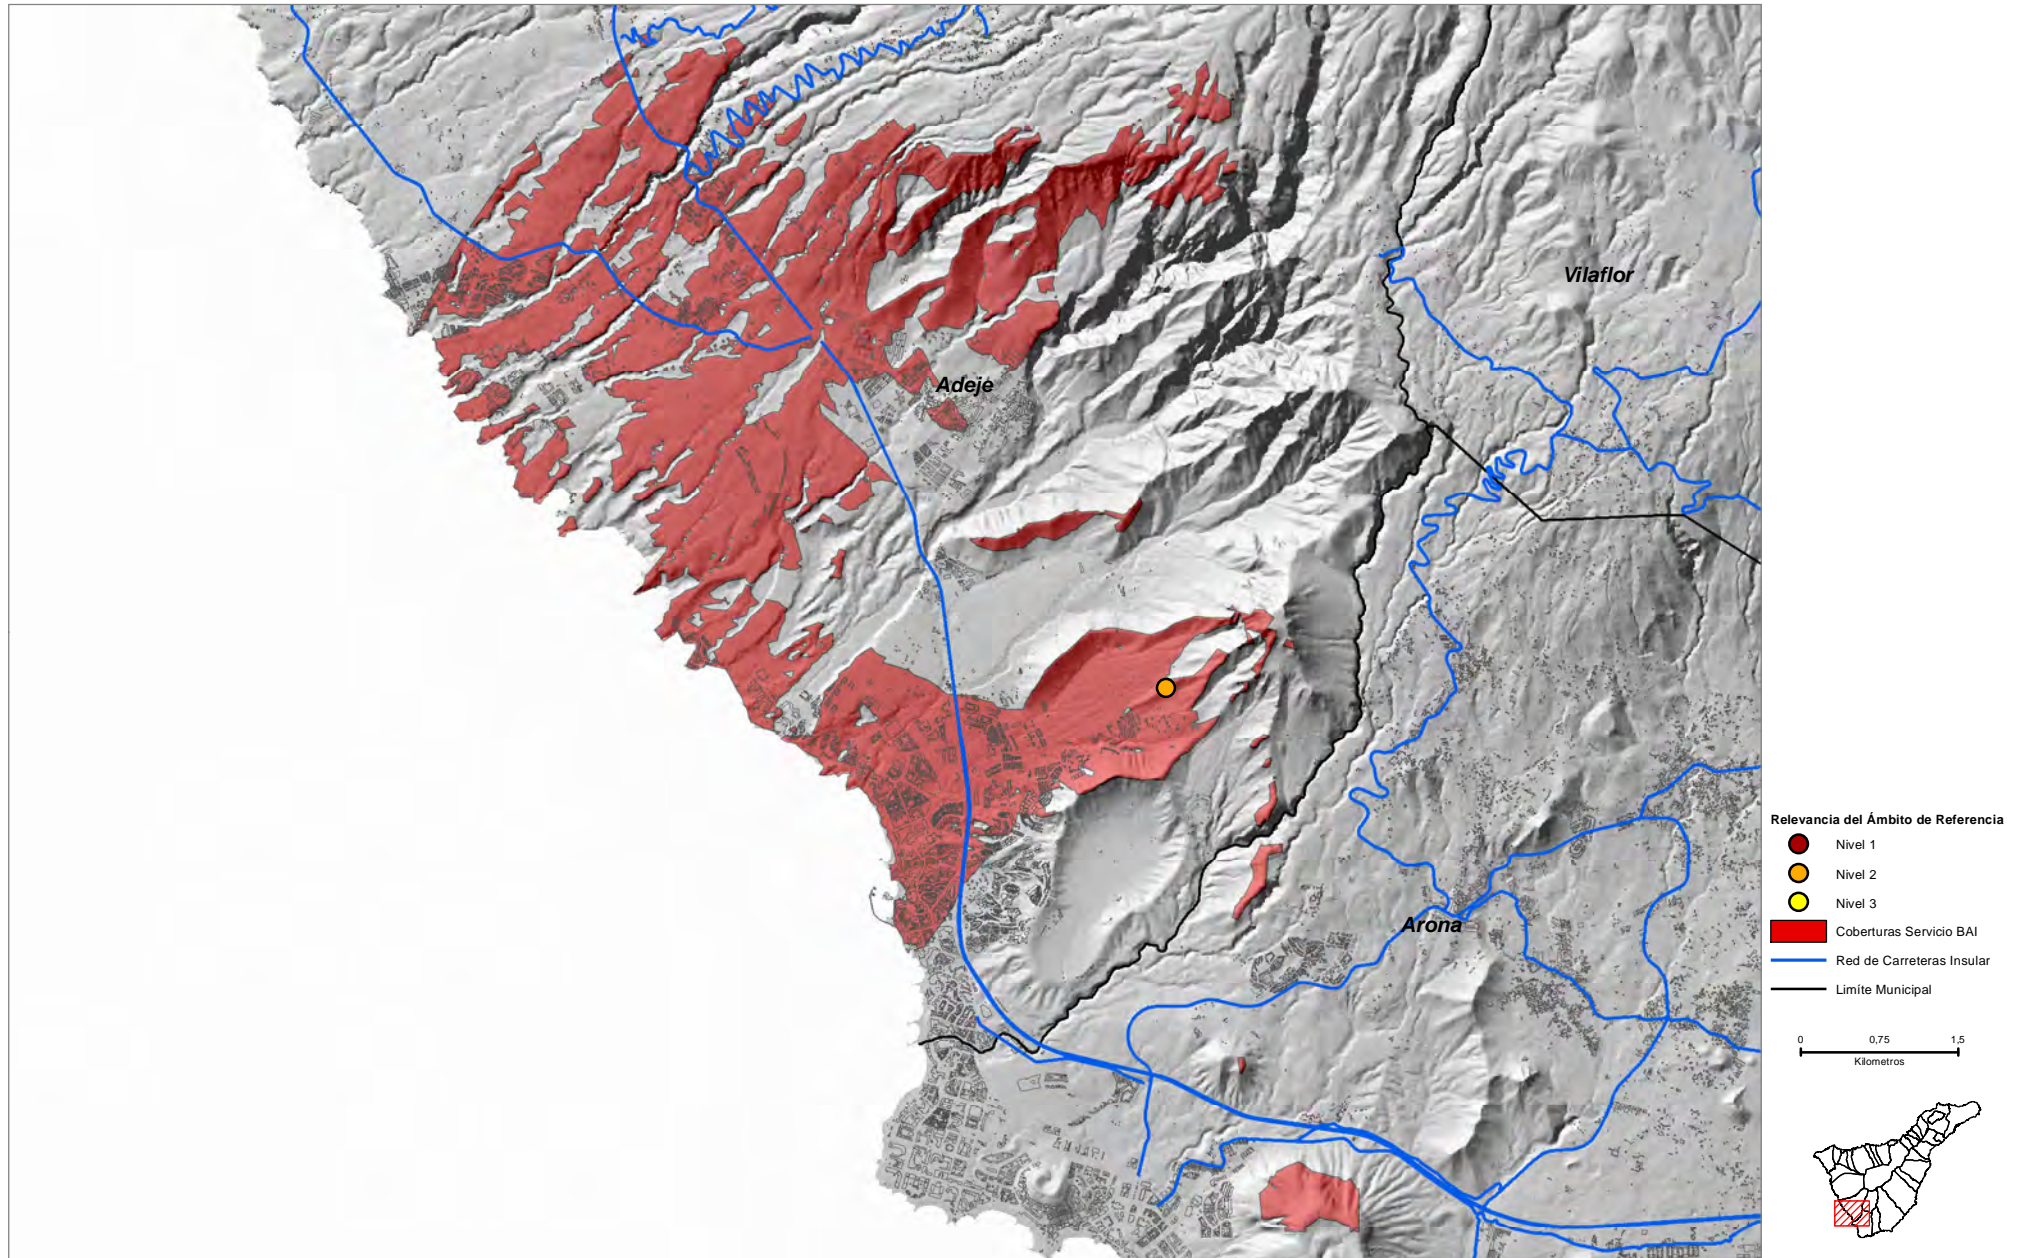 Vilaflor
Adeje
Arona
Relevancia del Ámbito de Referencia
Nivel 1
Nivel 2
Nivel 3
Coberturas Servicio BAI
Red de Carreteras Insular
Limíte Municipal
0 0,75 1,5
Kilometros